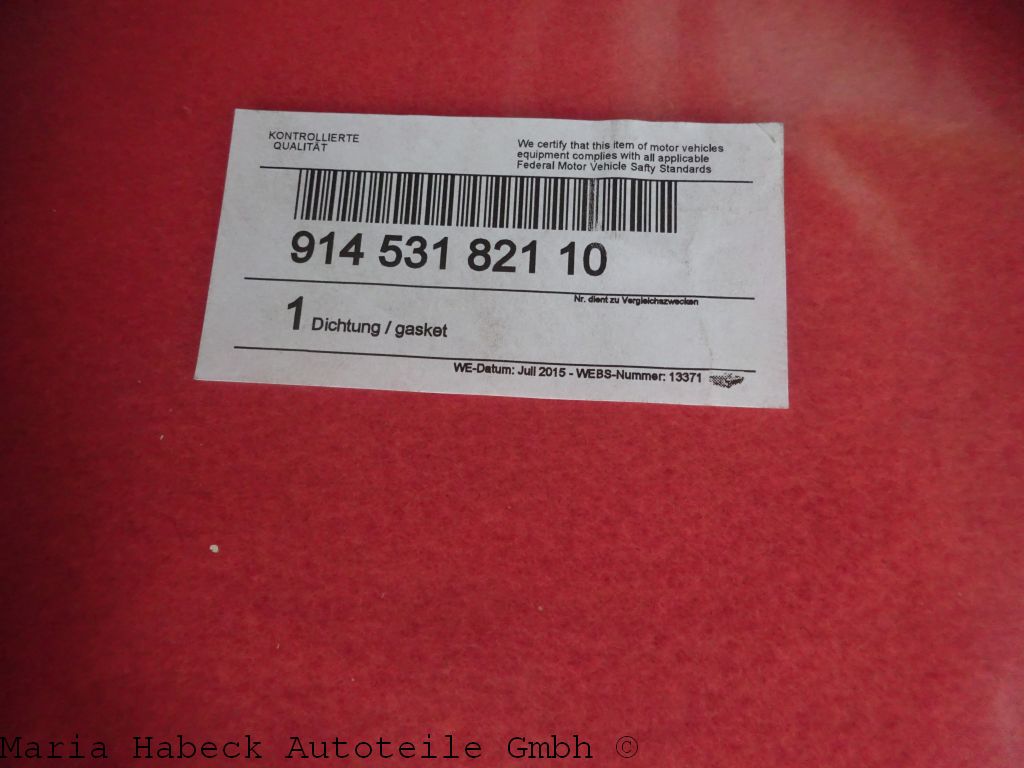 KONTROLLIERTE
QUALITÄT
We certify that this item of motor vehicles
equipment complies with all applicable
Federal Motor Vehicle Safty Standards
914 531 821 10
Nr. dient zu Vergleichszwecken
1 Dichtung / gasket
WE-Datum: Juli 2015 - WEBS-Nummer: 13371
Maria Habeck Autoteile Gmbh ©